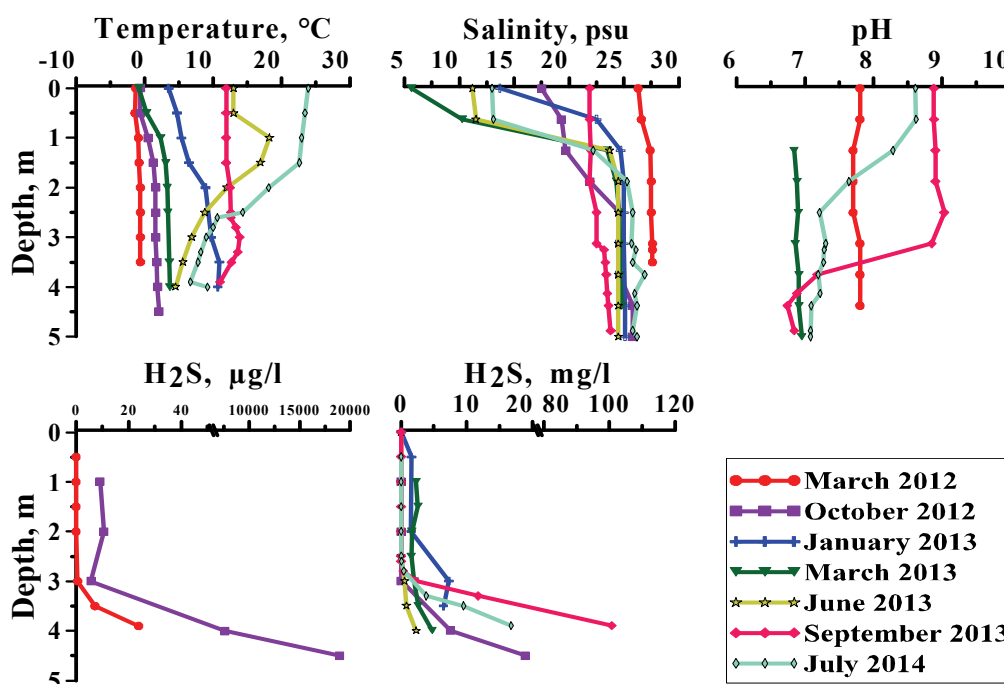 Temperature, °C
Salinity, psu
pH
-10 0 10 20 30
5 10 15 20 25 30
6 7 8 9 10
0
1
2
3
4
5
Depth, m
H2S, µg/l
H2S, mg/l
0 20 40 10000 15000 20000
0 10 20 80 100 120
0
1
2
3
4
5
Depth, m
March 2012
October 2012
January 2013
March 2013
June 2013
September 2013
July 2014